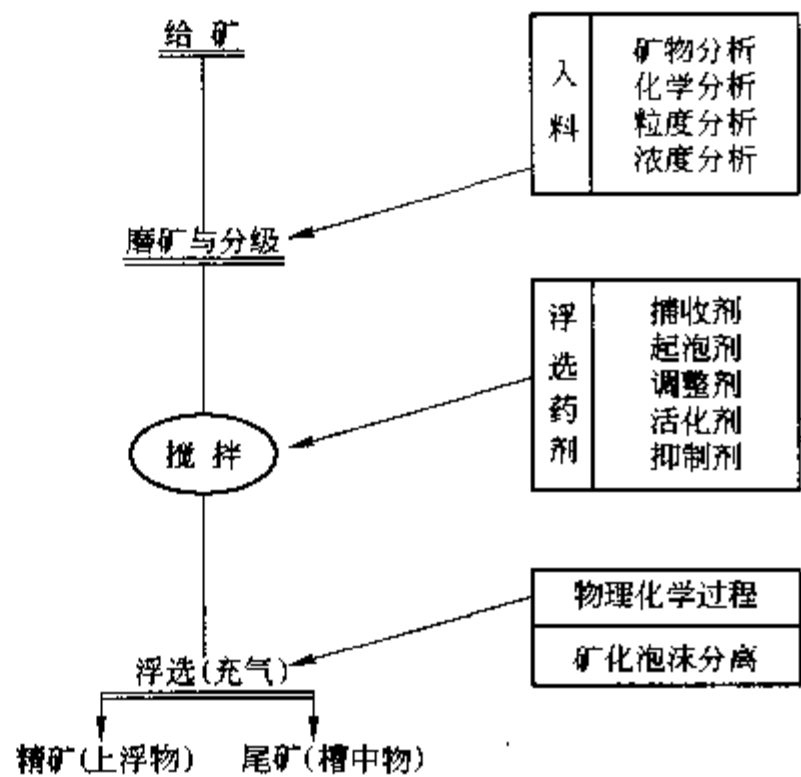 给矿
磨矿与分级
搅拌
浮选(充气)
精矿(上浮物)
尾矿(槽中物)
入料
矿物分析
化学分析
粒度分析
浓度分析
浮选药剂
捕收剂
起泡剂
调整剂
活化剂
抑制剂
物理化学过程
矿化泡沫分离